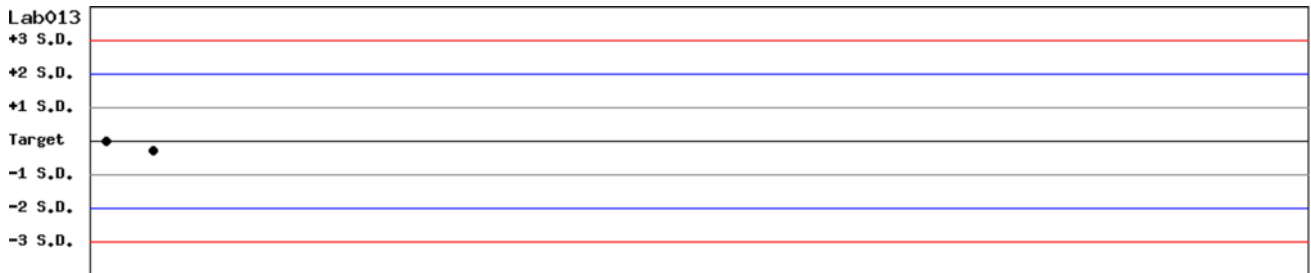 Lab013
+3 S.D.
+2 S.D.
+1 S.D.
Target
-1 S.D.
-2 S.D.
-3 S.D.